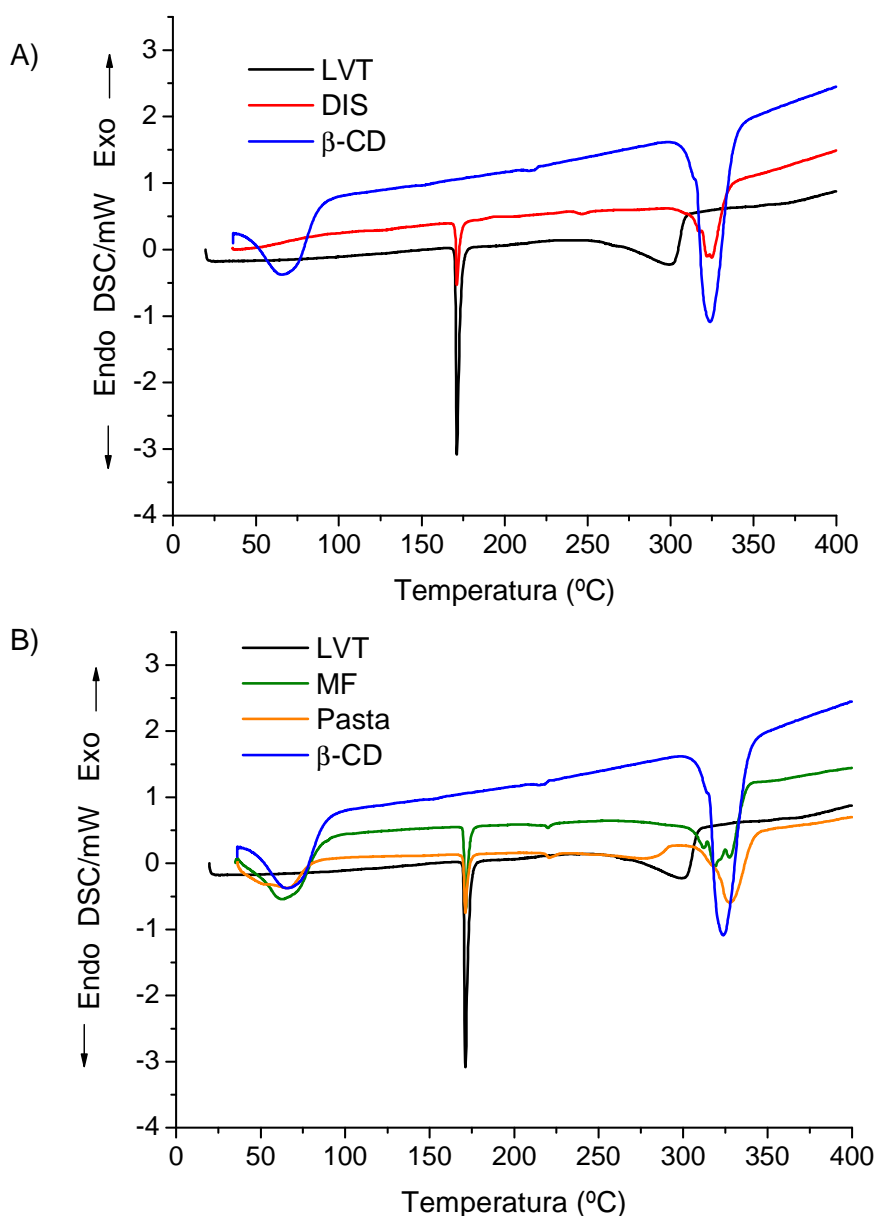 A)
LVT
DIS
β-CD
Endo DSC/mW Exo
3
2
1
0
-1
-2
-3
-4
0 50 100 150 200 250 300 350 400
Temperatura (ºC)
B)
LVT
MF
Pasta
β-CD
Endo DSC/mW Exo
3
2
1
0
-1
-2
-3
-4
0 50 100 150 200 250 300 350 400
Temperatura (ºC)